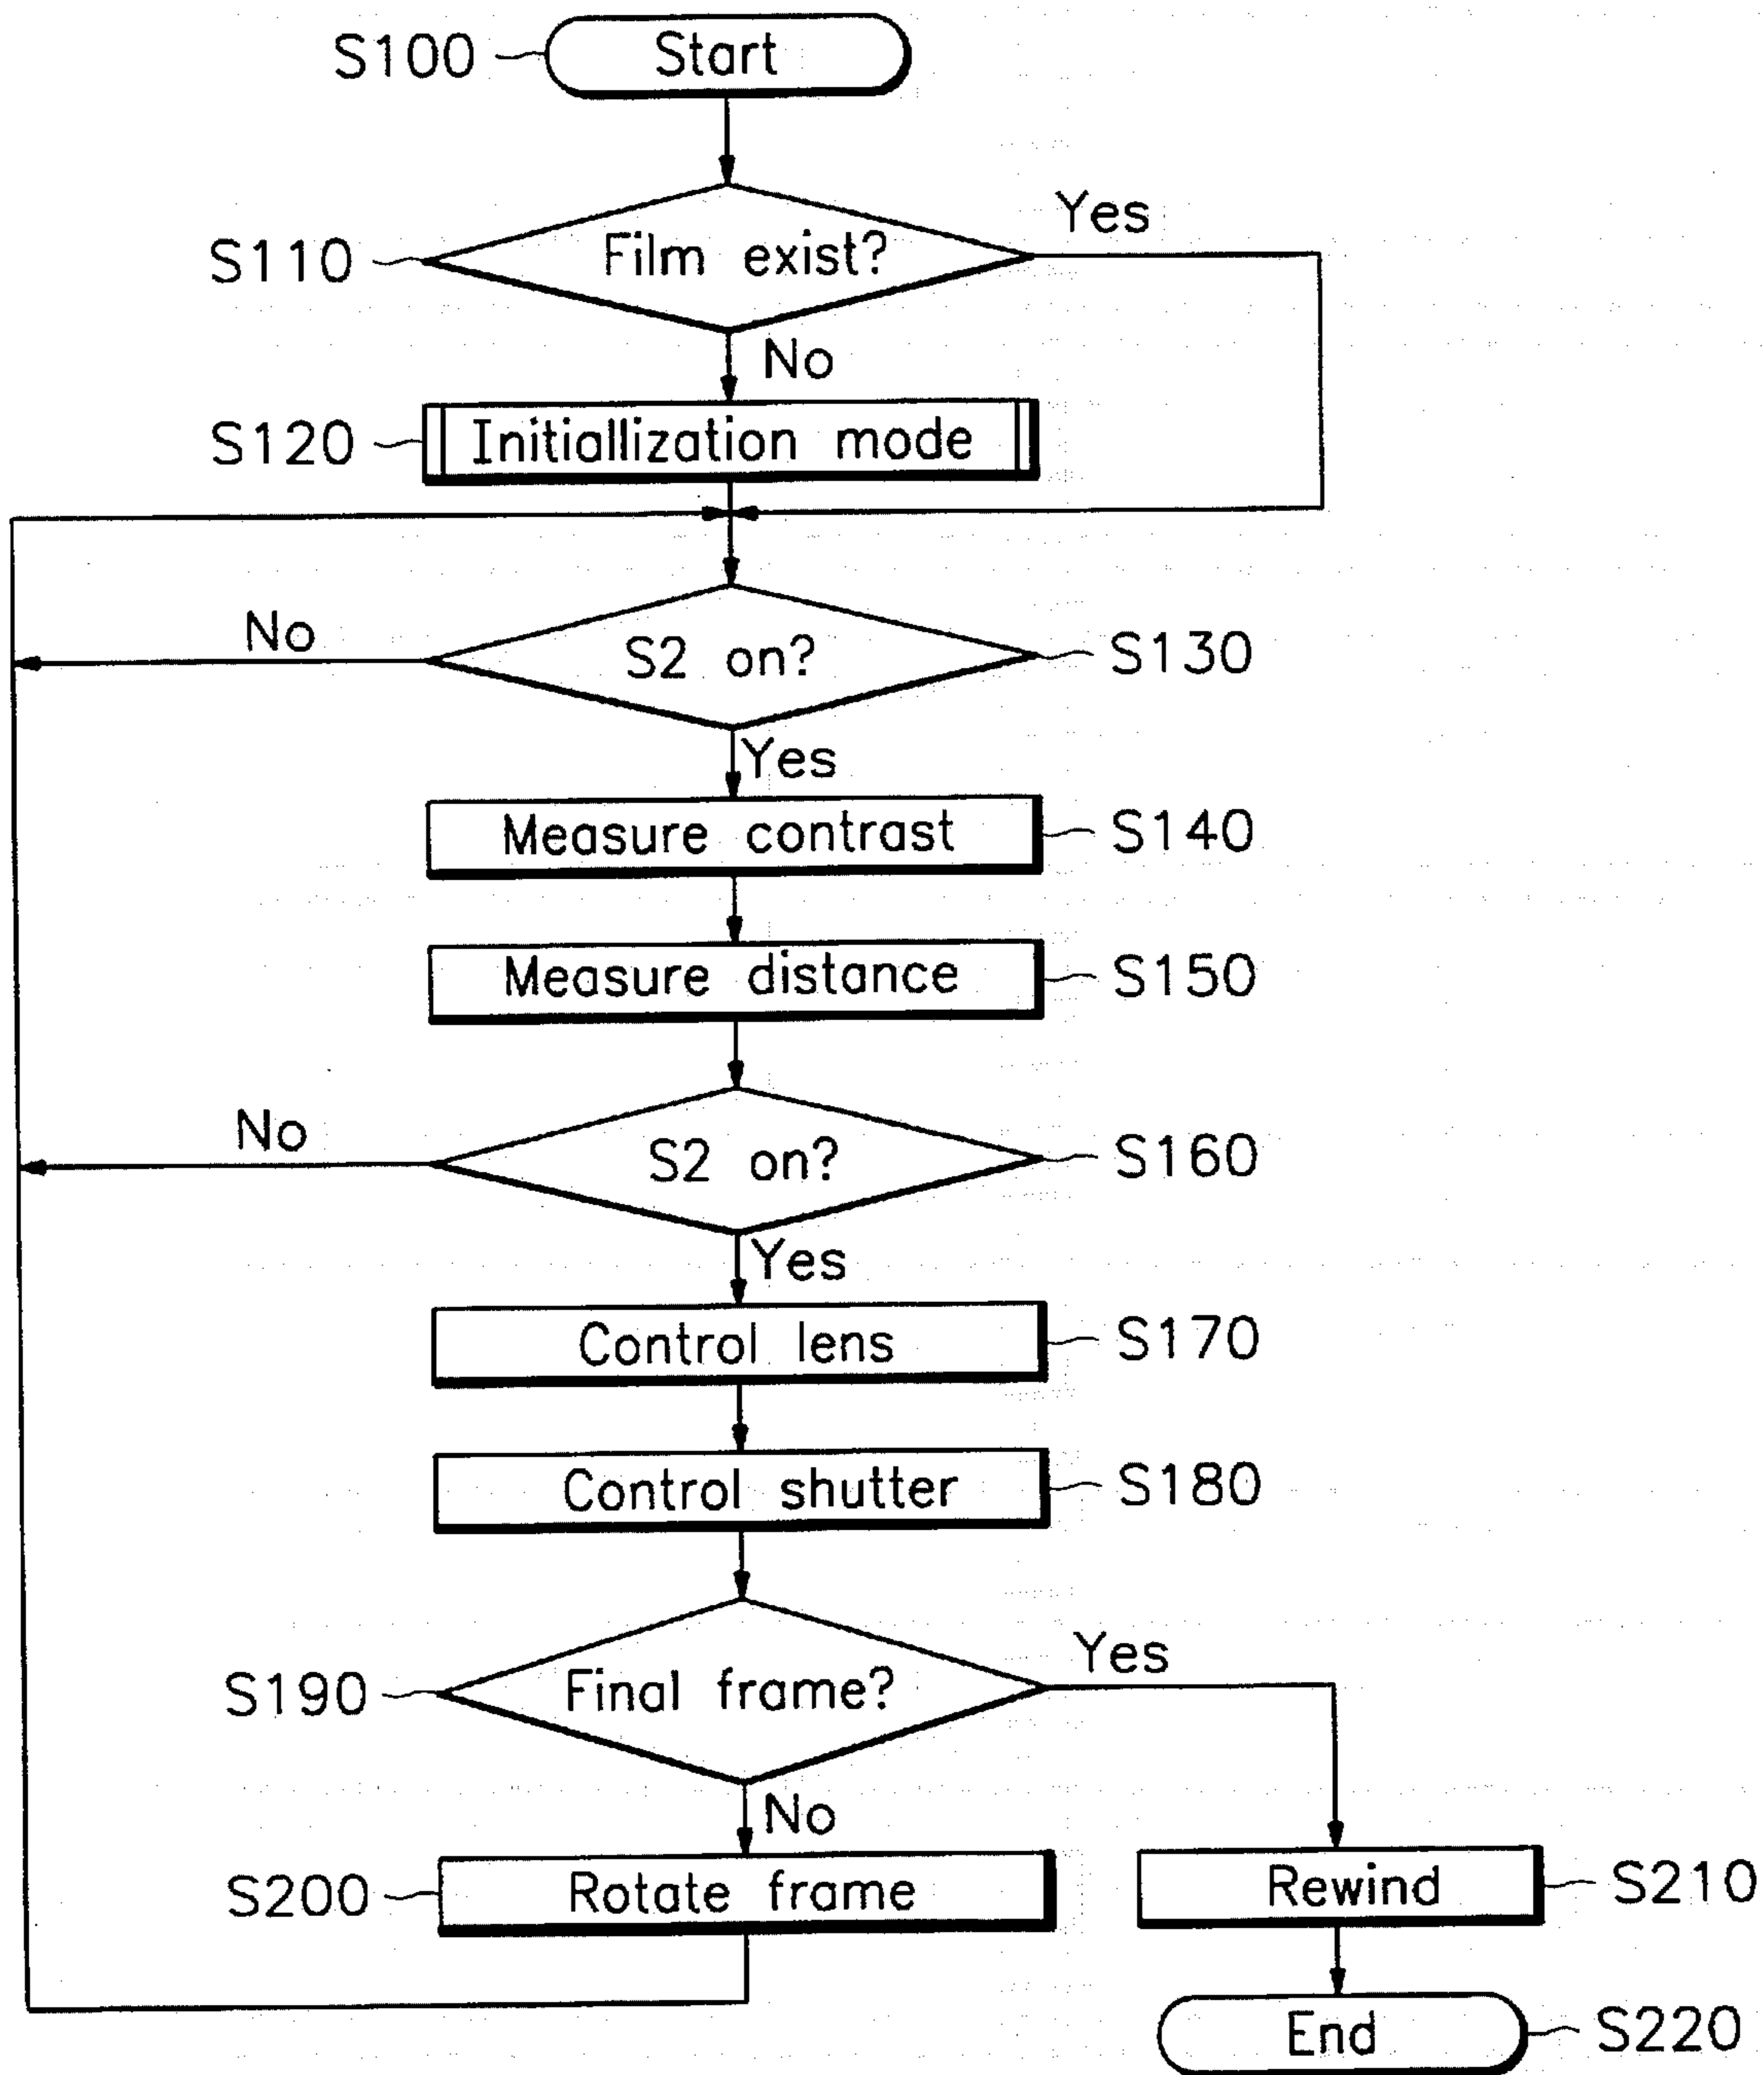 S100 Start
S110 Film exist? Yes
No
S120 Initiallization mode
No S2 on? S130
Yes
Measure contrast S140
Measure distance S150
No S2 on? S160
Yes
Control lens S170
Control shutter S180
S190 Final frame? Yes
No
S200 Rotate frame Rewind S210
End S220